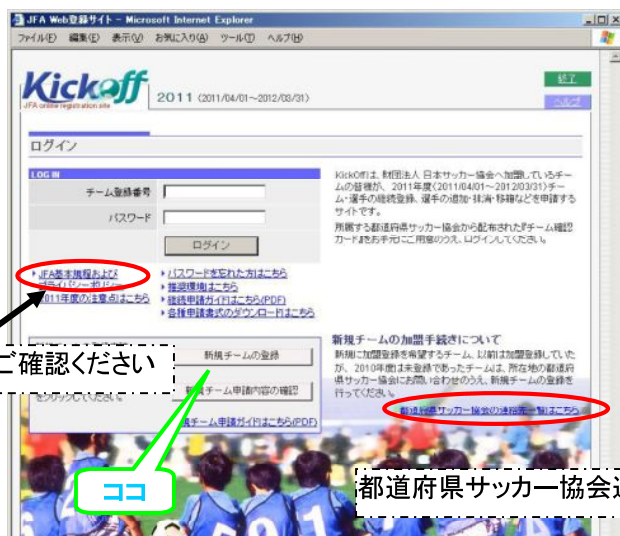 JFA Web登録サイト - Microsoft Internet Explorer
ファイル(F) 編集(E) 表示(V) お気に入り(A) ツール(T) ヘルプ(H)
Kickoff
JFA online registration site
2011 (2011/04/01～2012/03/31)
終了
ヘルプ
ログイン
LOG IN
チーム登録番号
パスワード
ログイン
KickOffは、財団法人 日本サッカー協会へ加盟しているチー
ムの皆様が、2011年度(2011/04/01～2012/03/31)チー
ム・選手の継続登録、選手の追加・抹消・移籍などを申請する
サイトです。
所属する都道府県サッカー協会から配布された『チーム確認
カード』をお手元にご用意のうえ、ログインしてください。
JFA基本規程および
プライバシーポリシー
2011年度の注意点はこちら
パスワードを忘れた方はこちら
推奨環境はこちら
継続申請ガイドはこちら(PDF)
各種申請書式のダウンロードはこちら
ご確認ください
新規チームの登録
新規チーム申請内容の確認
をクリックしてください。
規チーム申請ガイドはこちら(PDF)
新規チームの加盟手続きについて
新規に加盟登録を希望するチーム、以前は加盟登録していた
が、2010年度は未登録であったチームは、所在地の都道府
県サッカー協会にお問い合わせのうえ、新規チームの登録を
行ってください。
都道府県サッカー協会の連絡先一覧はこちら
ココ
都道府県サッカー協会